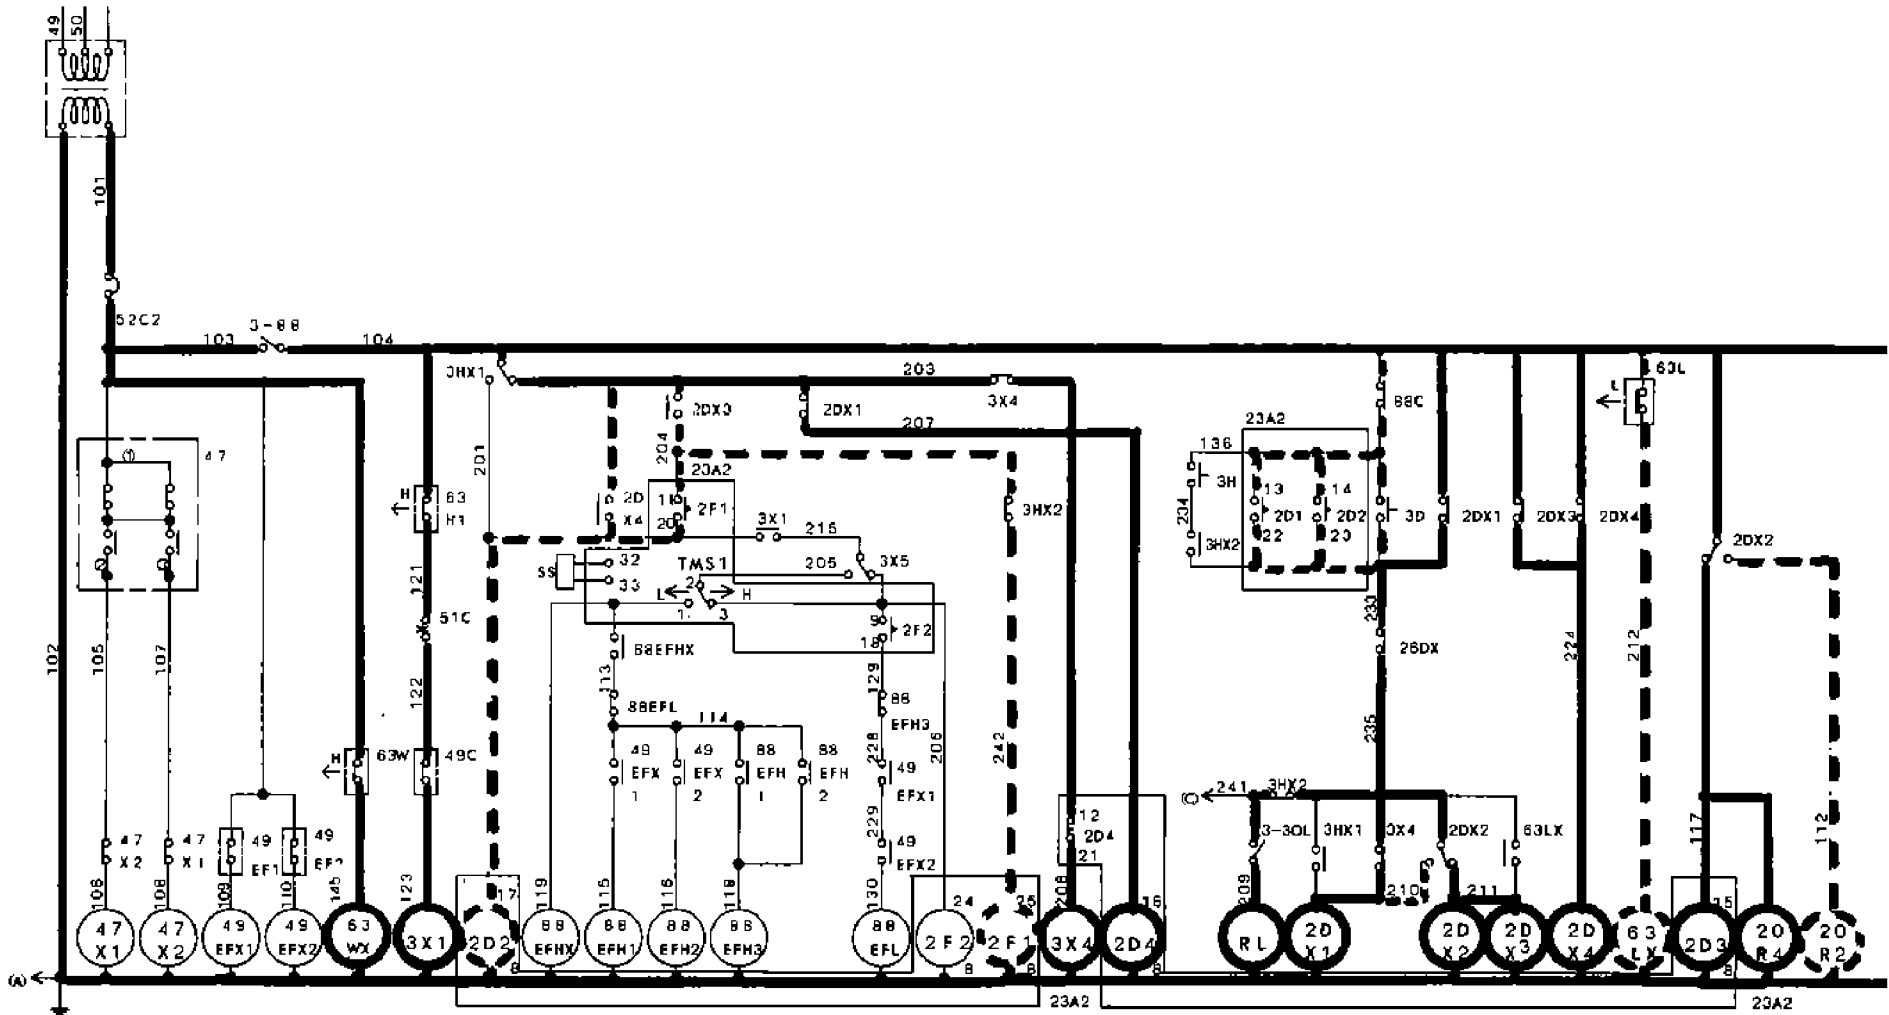 49 50
101
52C2
103 3-88 104
3HX1 203 3X4
2DX1
207
88C
L 63L
23A2
136
47
201 204 23A2
H 63 H1
2D X4
11 2F1 20
3X1 215
3HX2
3H
234
3HX2
13 2D1 22
14 2D2 23
3D
2DX1
2DX3
2DX4
2DX2
SS 32 33
TMS1
205 3X5
L 2 H
1 3
9 2F2 18
121
51C
122
102
105
107
88EFHX
113
88EFL
114
129
88 EFH3
228
206
242
233
26DX
235
224
212
H 63W
49C
49 EFX 1
49 EFX 2
88 EFH 1
88 EFH 2
49 EFX1
229
49 EFX2
(C) 241 3HX2
3-30L
3HX1
3X4
2DX2
63LX
12 2D4 21
47 X2
47 X1
49 EF1
49
106 108 109 110 145 123 17 119 115 116 118 130 24 25 208 16 209 210 211 117 15 112
47 X1
47 X2
49 EFX1
49 EFX2
63 WX
3X1
2D2
88 EFHX
88 EFH1
88 EFH2
88 EFH3
88 EFL
2F2
2F1
3X4
2D4
RL
2D X1
2D X2
2D X3
2D X4
63 LX
2D3
20 R4
20 R2
8 8 8 8 8
(A)
23A2
23A2